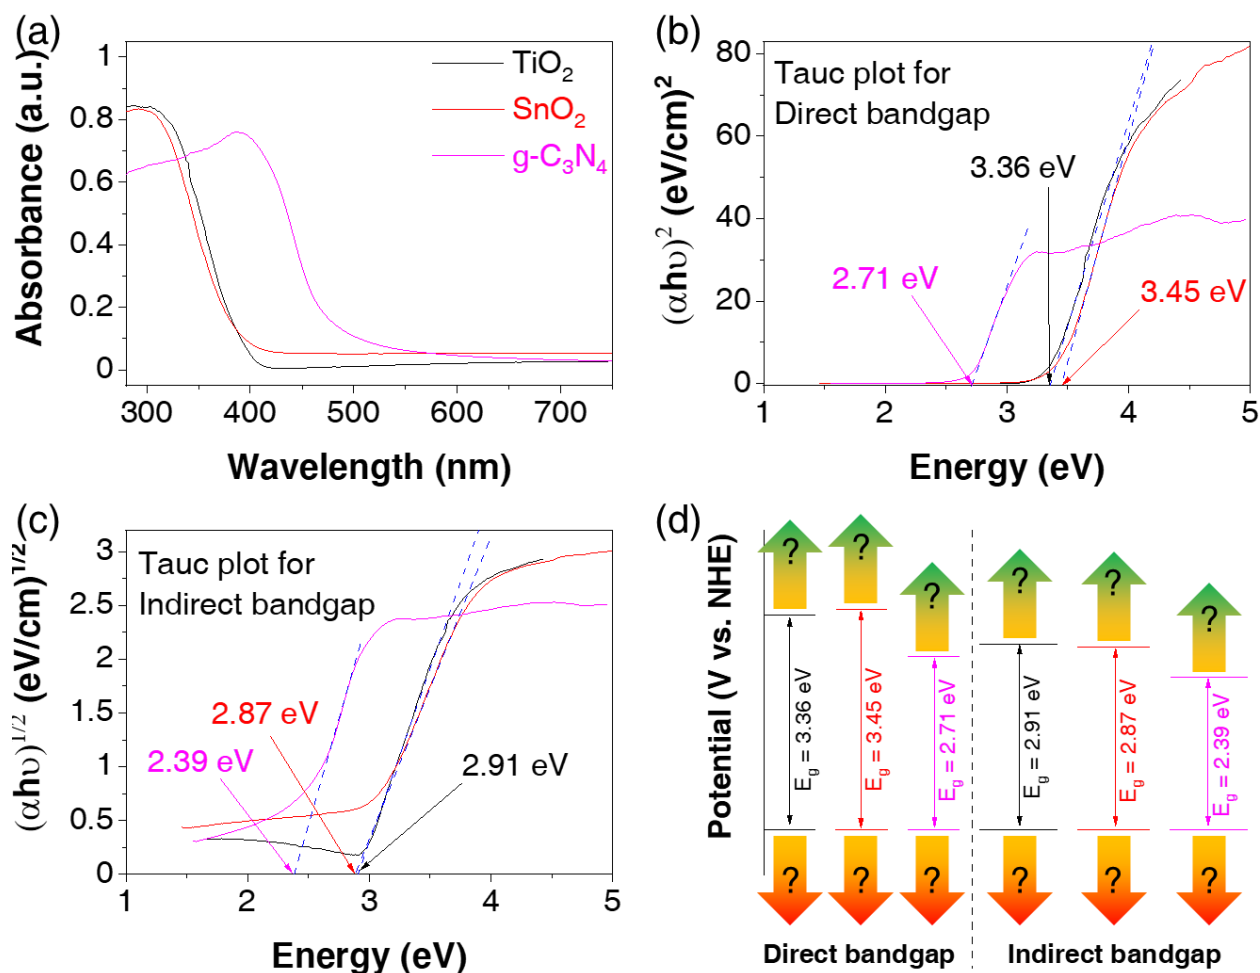 (a)
1
0.8
0.6
0.4
0.2
0
300 400 500 600 700
Absorbance (a.u.)
Wavelength (nm)
TiO₂
SnO₂
g-C₃N₄
(b)
80
60
40
20
0
1 2 3 4 5
(αhυ)² (eV/cm)²
Energy (eV)
Tauc plot for
Direct bandgap
3.36 eV
2.71 eV
3.45 eV
(c)
3
2.5
2
1.5
1
0.5
0
1 2 3 4 5
(αhυ)^1/2 (eV/cm)^1/2
Energy (eV)
Tauc plot for
Indirect bandgap
2.87 eV
2.39 eV
2.91 eV
(d)
Potential (V vs. NHE)
? ? ? ? ? ?
E_g = 3.36 eV
E_g = 3.45 eV
E_g = 2.71 eV
E_g = 2.91 eV
E_g = 2.87 eV
E_g = 2.39 eV
? ? ? ? ? ?
Direct bandgap
Indirect bandgap